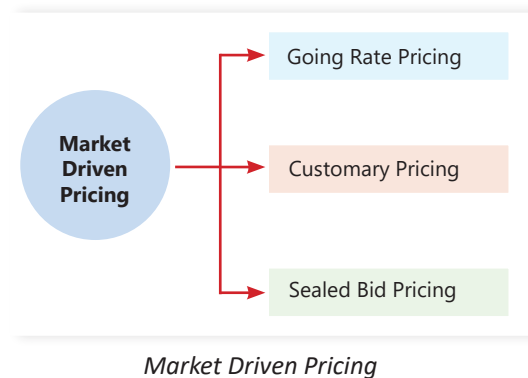 Market
Driven
Pricing
Going Rate Pricing
Customary Pricing
Sealed Bid Pricing
Market Driven Pricing